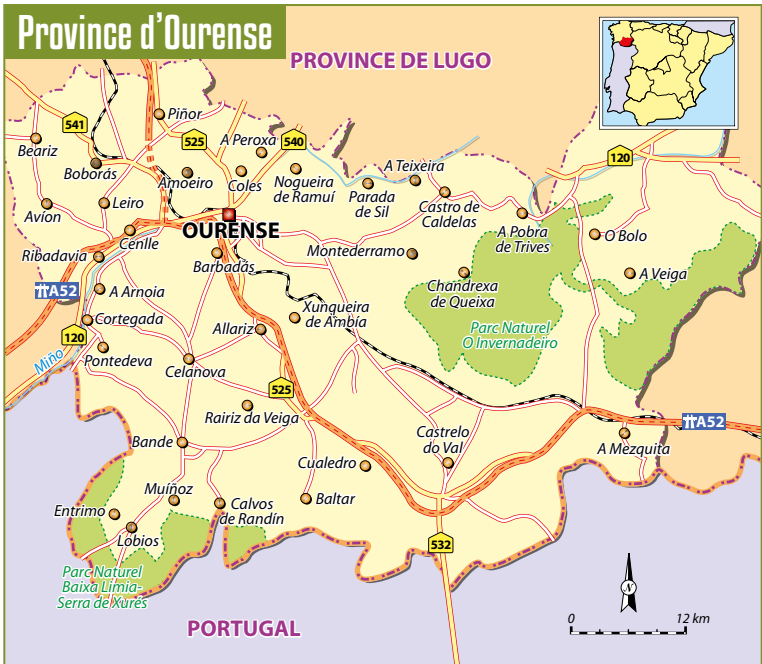 Province d'Ourense
PROVINCE DE LUGO
541
Piñor
525
A Peroxa
540
120
Beariz
Boborás
Amoeiro
Coles
Nogueira
de Ramuí
A Teixeira
Parada
de Sil
Castro de
Caldelas
Avíon
Leiro
Cenlle
OURENSE
A Pobra
de Trives
O Bolo
Ribadavia
Barbadás
Montederramo
Chandrexa
de Queixa
A Veiga
A52
A Arnoia
Cortegada
Xunqueira
de Ambía
Allariz
Parc Naturel
O Invernadeiro
120
Miño
Pontedeva
Celanova
525
Rairiz da Veiga
A52
Bande
Castrelo
do Val
A Mezquita
Cualedro
Muíñoz
Entrimo
Calvos
de Randín
Baltar
Lobios
532
Parc Naturel
Baixa Limia-
Serra de Xurés
N
0 12 km
PORTUGAL